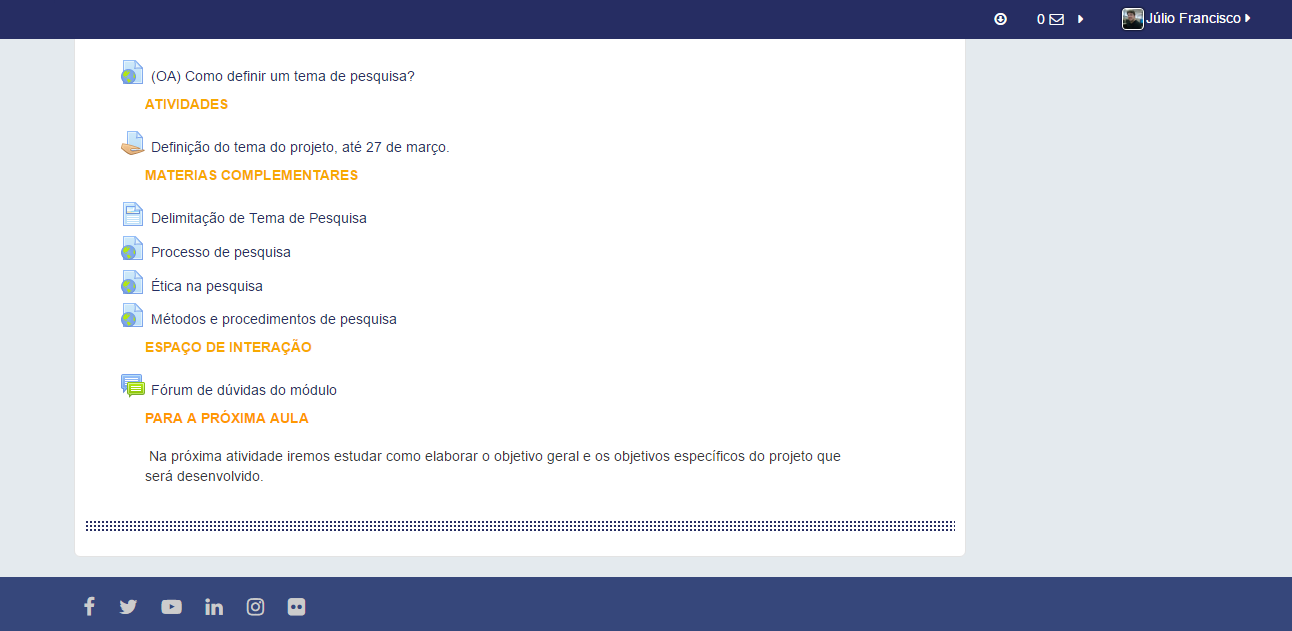 0
Júlio Francisco
(OA) Como definir um tema de pesquisa?
ATIVIDADES
Definição do tema do projeto, até 27 de março.
MATERIAS COMPLEMENTARES
Delimitação de Tema de Pesquisa
Processo de pesquisa
Ética na pesquisa
Métodos e procedimentos de pesquisa
ESPAÇO DE INTERAÇÃO
Fórum de dúvidas do módulo
PARA A PRÓXIMA AULA
Na próxima atividade iremos estudar como elaborar o objetivo geral e os objetivos específicos do projeto que
será desenvolvido.